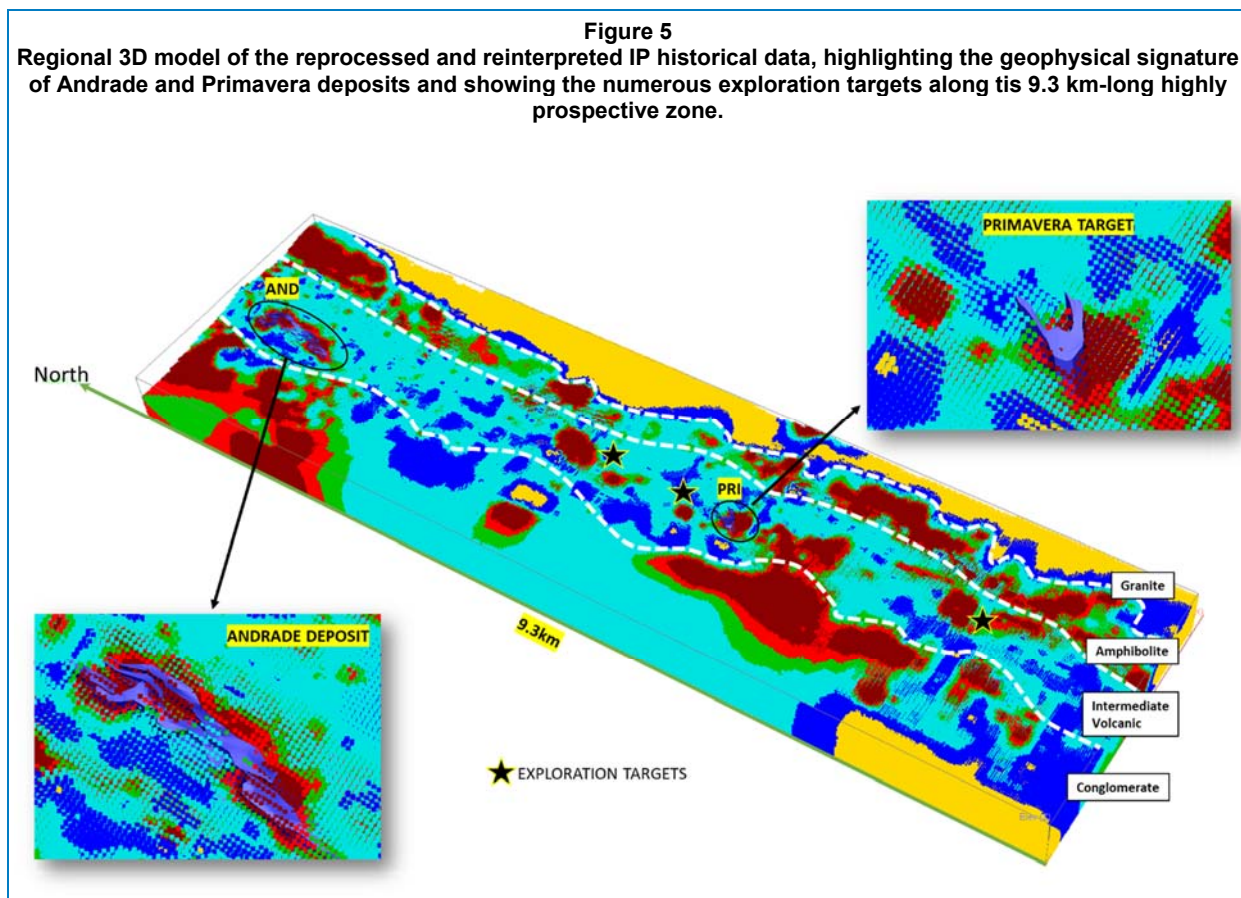 Figure 5
Regional 3D model of the reprocessed and reinterpreted IP historical data, highlighting the geophysical signature
of Andrade and Primavera deposits and showing the numerous exploration targets along tis 9.3 km-long highly
prospective zone.
PRIMAVERA TARGET
AND
North
PRI
Granite
9.3km
ANDRADE DEPOSIT
Amphibolite
Intermediate
Volcanic
EXPLORATION TARGETS
Conglomerate